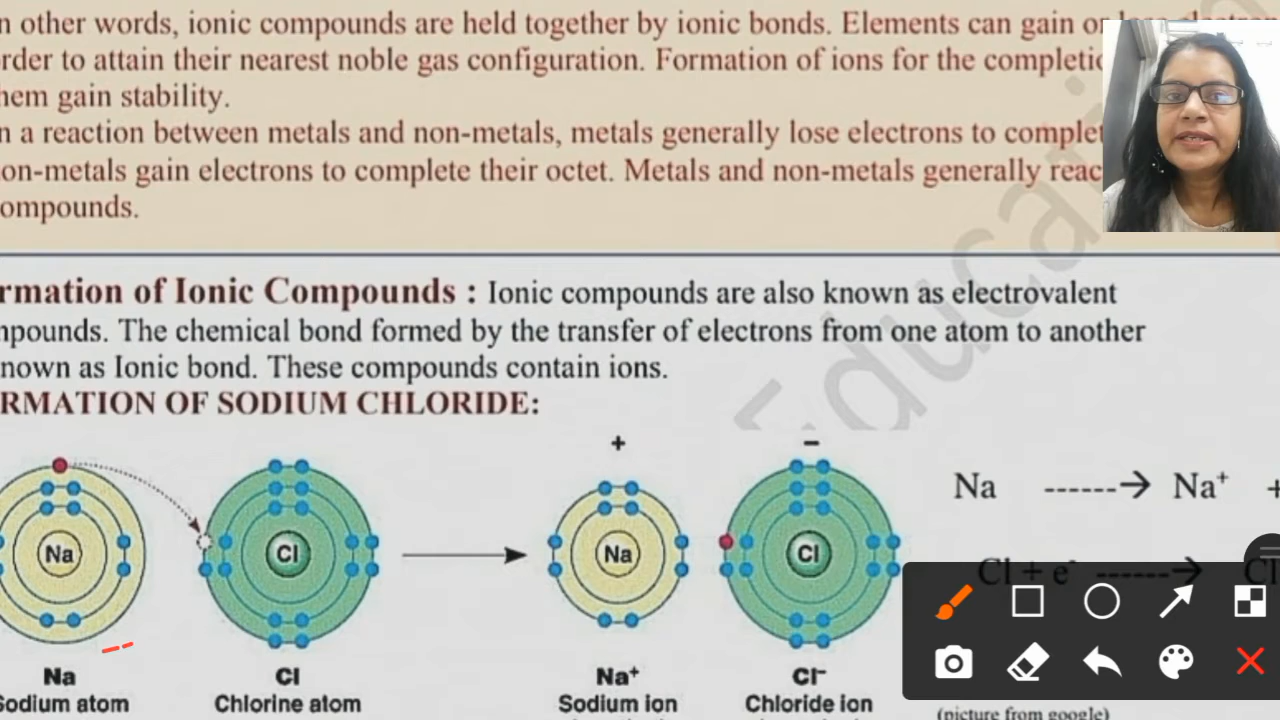 n other words, ionic compounds are held together by ionic bonds. Elements can gain or
rder to attain their nearest noble gas configuration. Formation of ions for the completi
hem gain stability.
n a reaction between metals and non-metals, metals generally lose electrons to complet
on-metals gain electrons to complete their octet. Metals and non-metals generally reac
ompounds.
rmation of Ionic Compounds : Ionic compounds are also known as electrovalent
npounds. The chemical bond formed by the transfer of electrons from one atom to another
nown as Ionic bond. These compounds contain ions.
RMATION OF SODIUM CHLORIDE:
+ −
Na ------→ Na⁺ +
Na Cl Na Cl
Cl + e⁻ ------→ Cl
Na Cl Na⁺ Cl⁻
Sodium atom Chlorine atom Sodium ion Chloride ion
(picture from google)